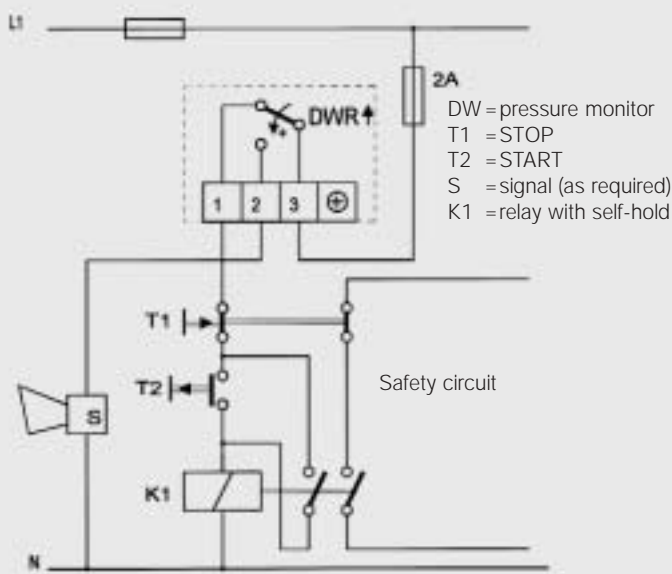 L1
2A
DWR
+
1 2 3
DW = pressure monitor
T1 = STOP
T2 = START
S = signal (as required)
K1 = relay with self-hold
T1
Safety circuit
T2
S
K1
N